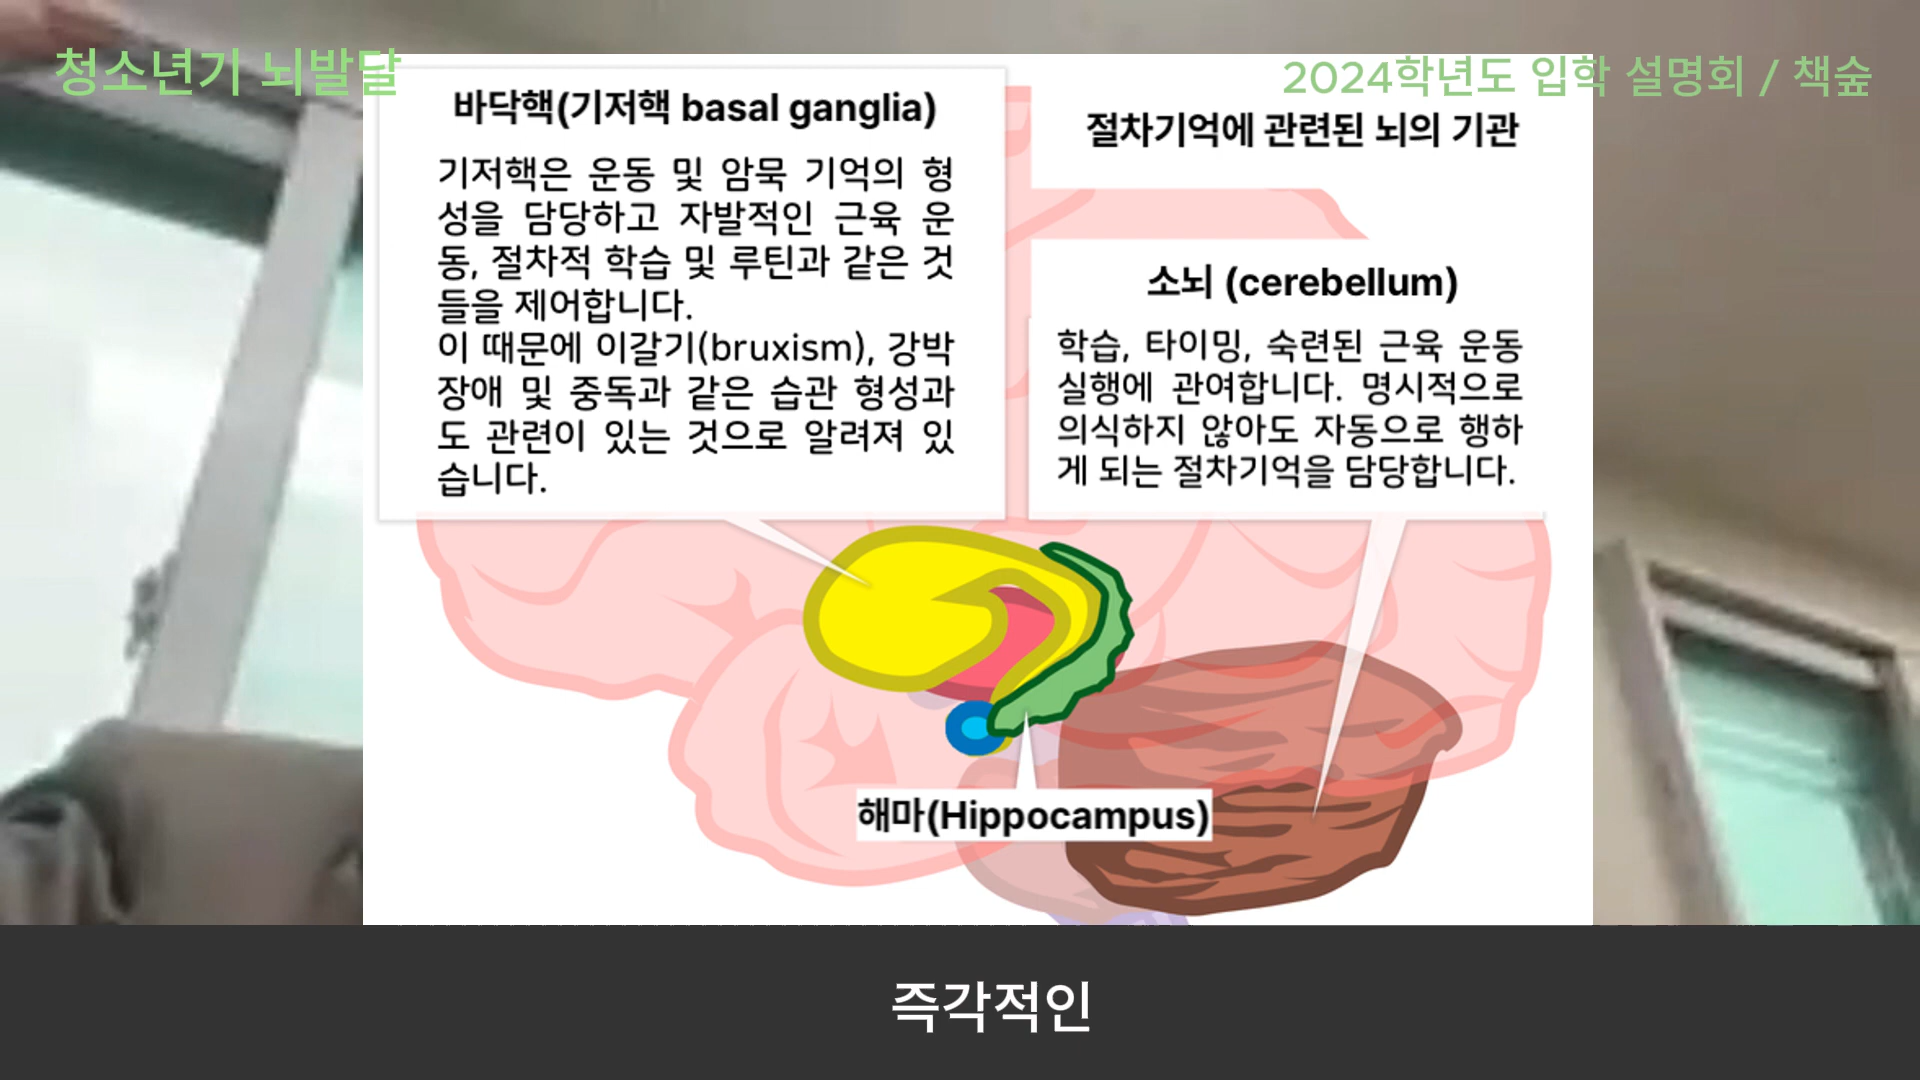 청소년기 뇌발달
2024학년도 입학 설명회 / 책숲
바닥핵(기저핵 basal ganglia)
기저핵은 운동 및 암묵 기억의 형
성을 담당하고 자발적인 근육 운
동, 절차적 학습 및 루틴과 같은 것
들을 제어합니다.
이 때문에 이갈기(bruxism), 강박
장애 및 중독과 같은 습관 형성과
도 관련이 있는 것으로 알려져 있
습니다.
절차기억에 관련된 뇌의 기관
소뇌 (cerebellum)
학습, 타이밍, 숙련된 근육 운동
실행에 관여합니다. 명시적으로
의식하지 않아도 자동으로 행하
게 되는 절차기억을 담당합니다.
해마(Hippocampus)
즉각적인